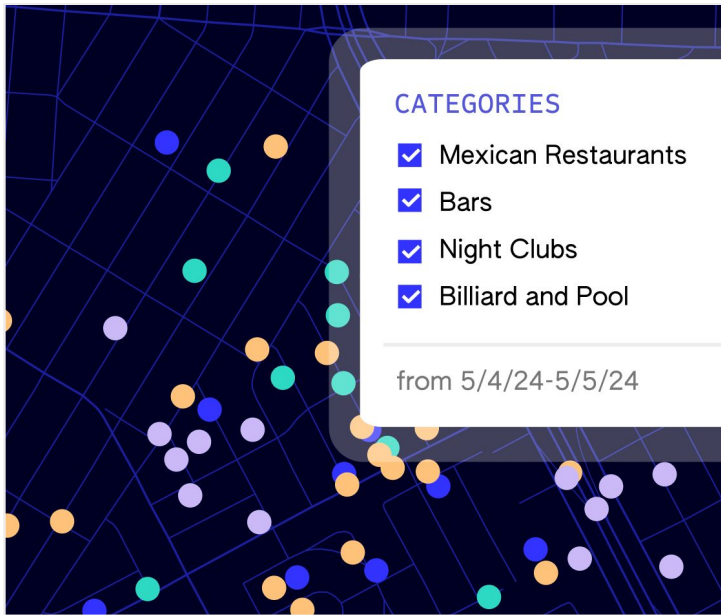 CATEGORIES
Mexican Restaurants
Bars
Night Clubs
Billiard and Pool
from 5/4/24-5/5/24